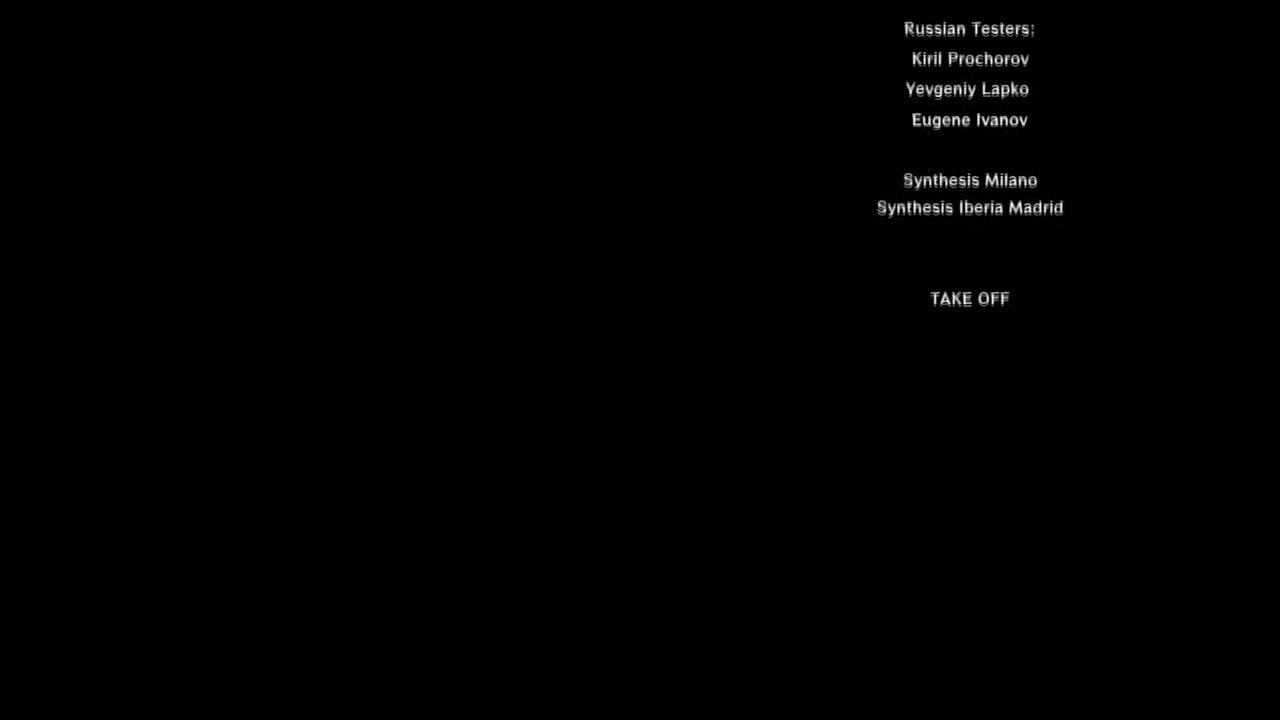 Russian Testers:
Kiril Prochorov
Yevgeniy Lapko
Eugene Ivanov
Synthesis Milano
Synthesis Iberia Madrid
TAKE OFF